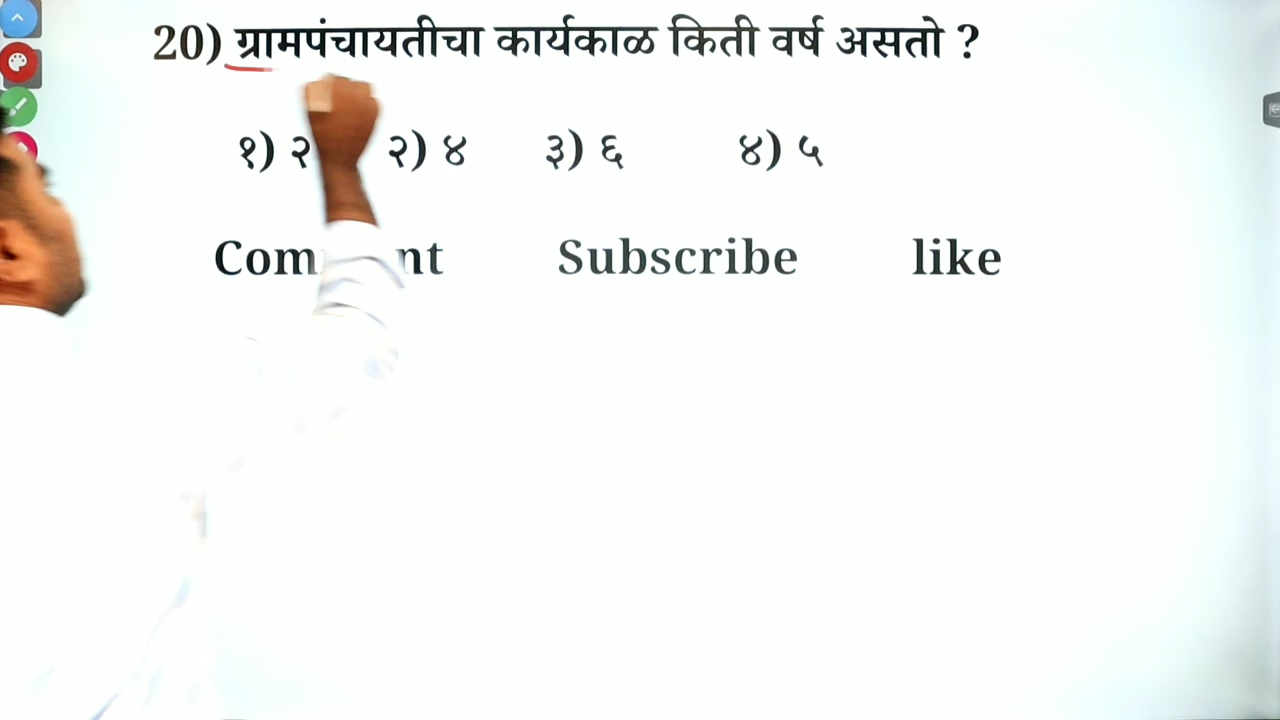 20) ग्रामपंचायतीचा कार्यकाळ किती वर्ष असतो ?
१) २ २) ४ ३) ६ ४) ५
Subscribe like